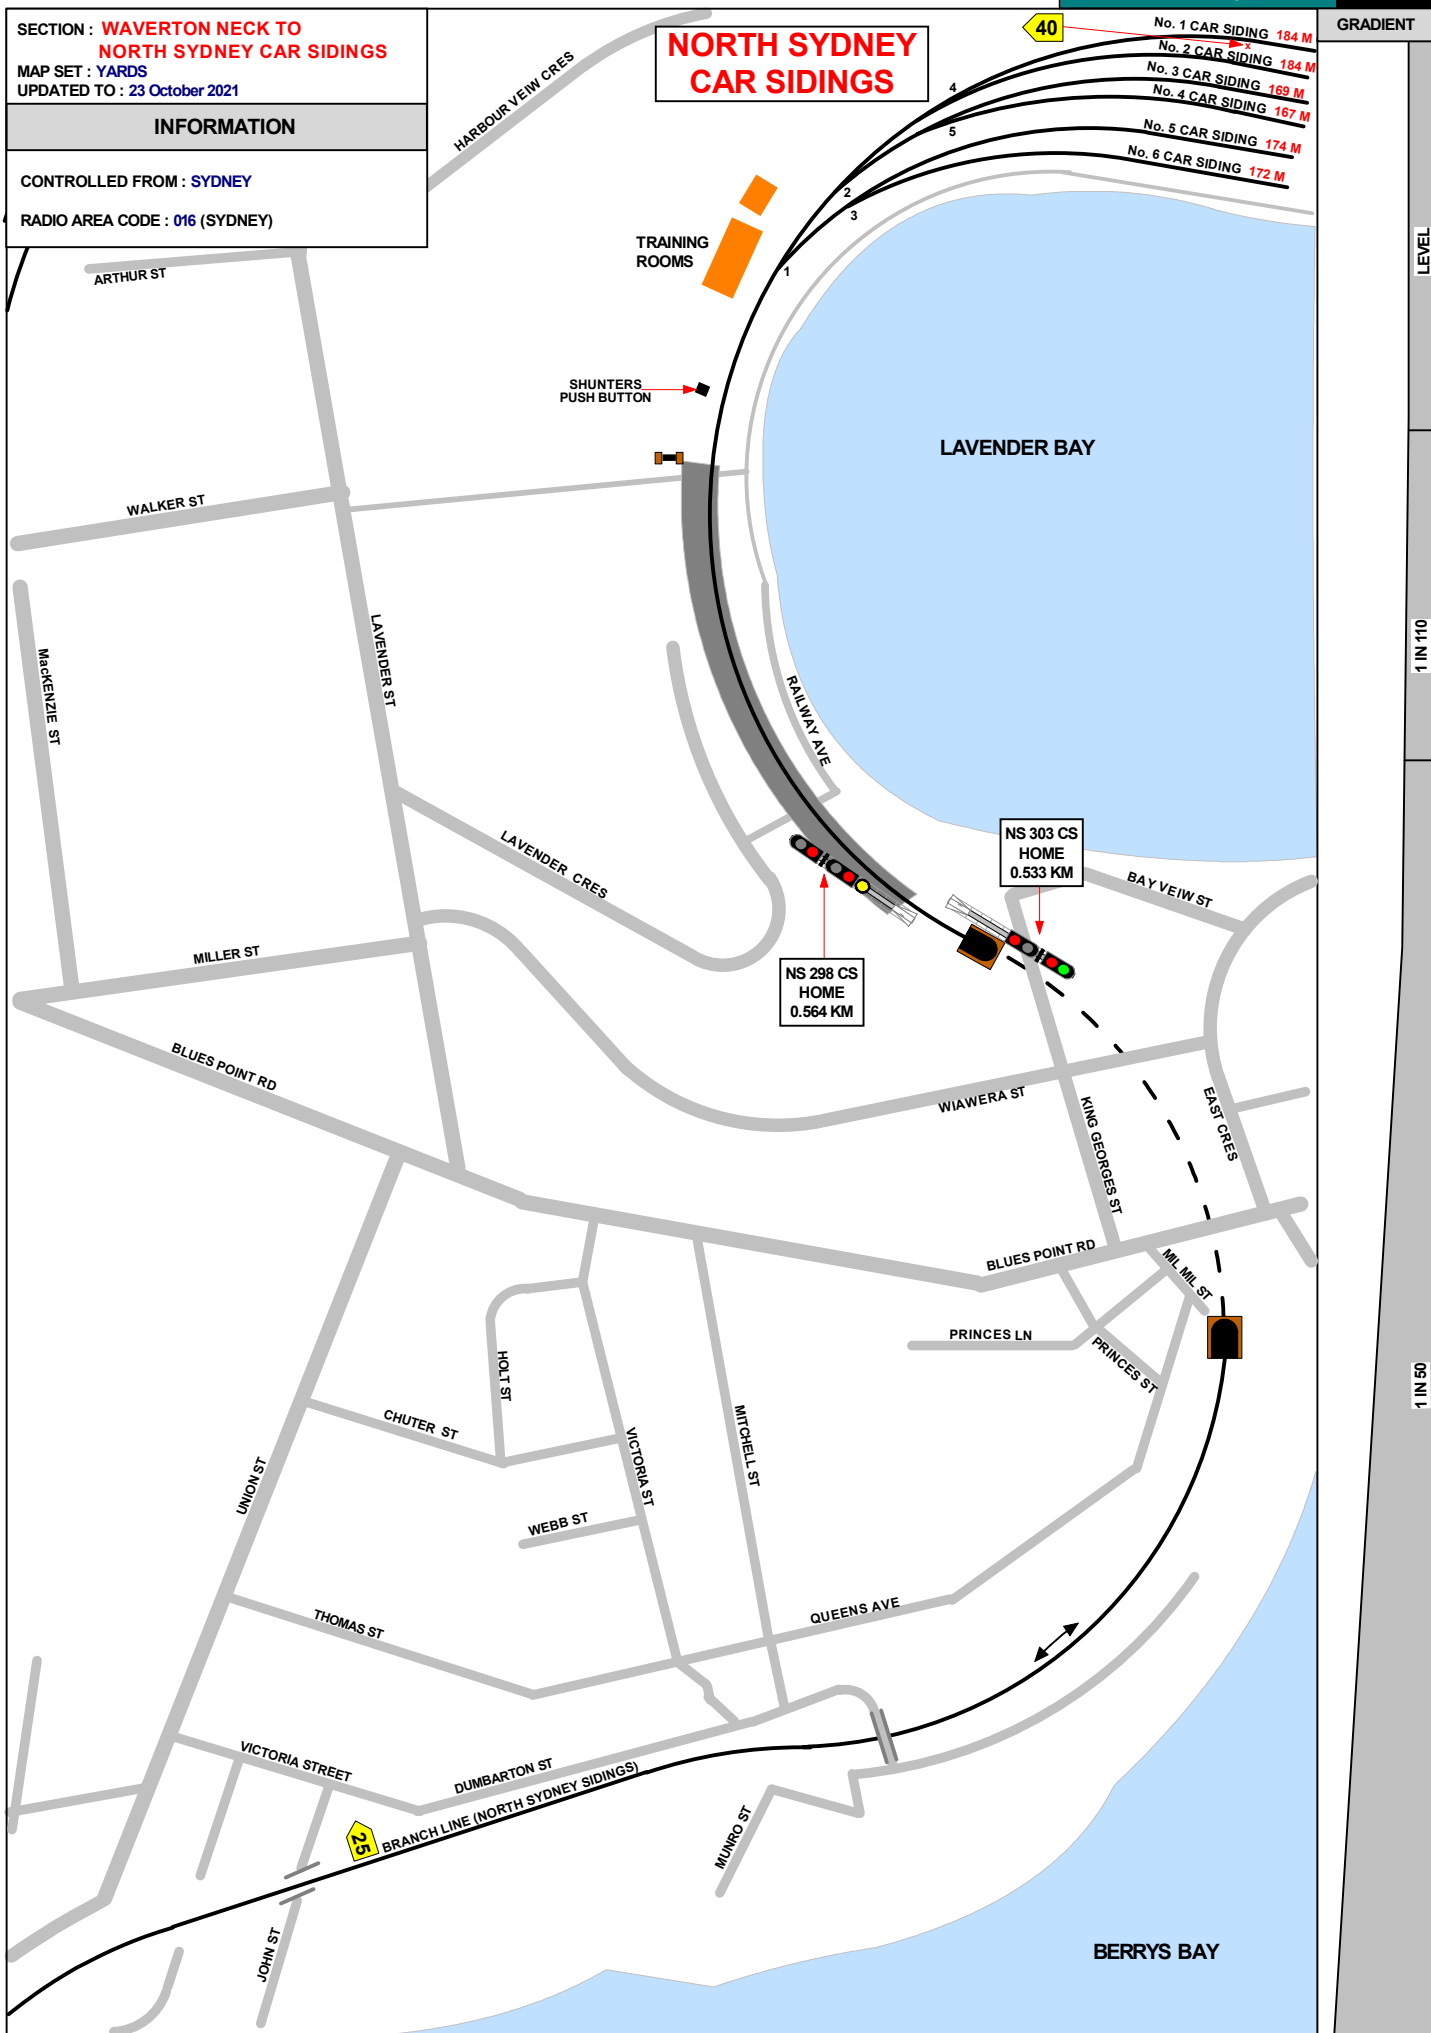 SECTION : WAVERTON NECK TO
NORTH SYDNEY CAR SIDINGS
MAP SET : YARDS
UPDATED TO : 23 October 2021
INFORMATION
CONTROLLED FROM : SYDNEY
RADIO AREA CODE : 016 (SYDNEY)
NORTH SYDNEY
CAR SIDINGS
GRADIENT
40
No. 1 CAR SIDING 184 M
x
No. 2 CAR SIDING 184 M
No. 3 CAR SIDING 169 M
No. 4 CAR SIDING 167 M
No. 5 CAR SIDING 174 M
No. 6 CAR SIDING 172 M
4
5
2
3
1
HARBOUR VEIW CRES
TRAINING
ROOMS
ARTHUR ST
LEVEL
SHUNTERS
PUSH BUTTON
LAVENDER BAY
WALKER ST
MacKENZIE ST
LAVENDER ST
1 IN 110
RAILWAY AVE
LAVENDER CRES
NS 303 CS
HOME
0.533 KM
BAY VEIW ST
MILLER ST
NS 298 CS
HOME
0.564 KM
BLUES POINT RD
WIAWERA ST
KING GEORGES ST
EAST CRES
BLUES POINT RD
MIL MIL ST
PRINCES LN
PRINCES ST
HOLT ST
CHUTER ST
VICTORIA ST
MITCHELL ST
1 IN 50
UNION ST
WEBB ST
THOMAS ST
QUEENS AVE
VICTORIA STREET
DUMBARTON ST
BRANCH LINE (NORTH SYDNEY SIDINGS)
25
MUNRO ST
JOHN ST
BERRYS BAY